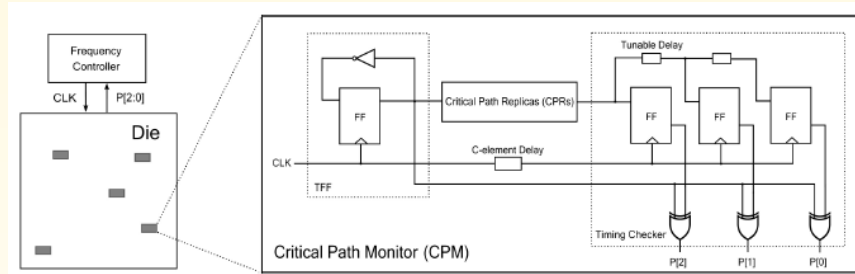 Frequency
Controller
CLK
P[2:0]
Die
Tunable Delay
Critical Path Replicas (CPRs)
FF
FF
FF
FF
C-element Delay
CLK
TFF
Timing Checker
Critical Path Monitor (CPM)
P[2]
P[1]
P[0]